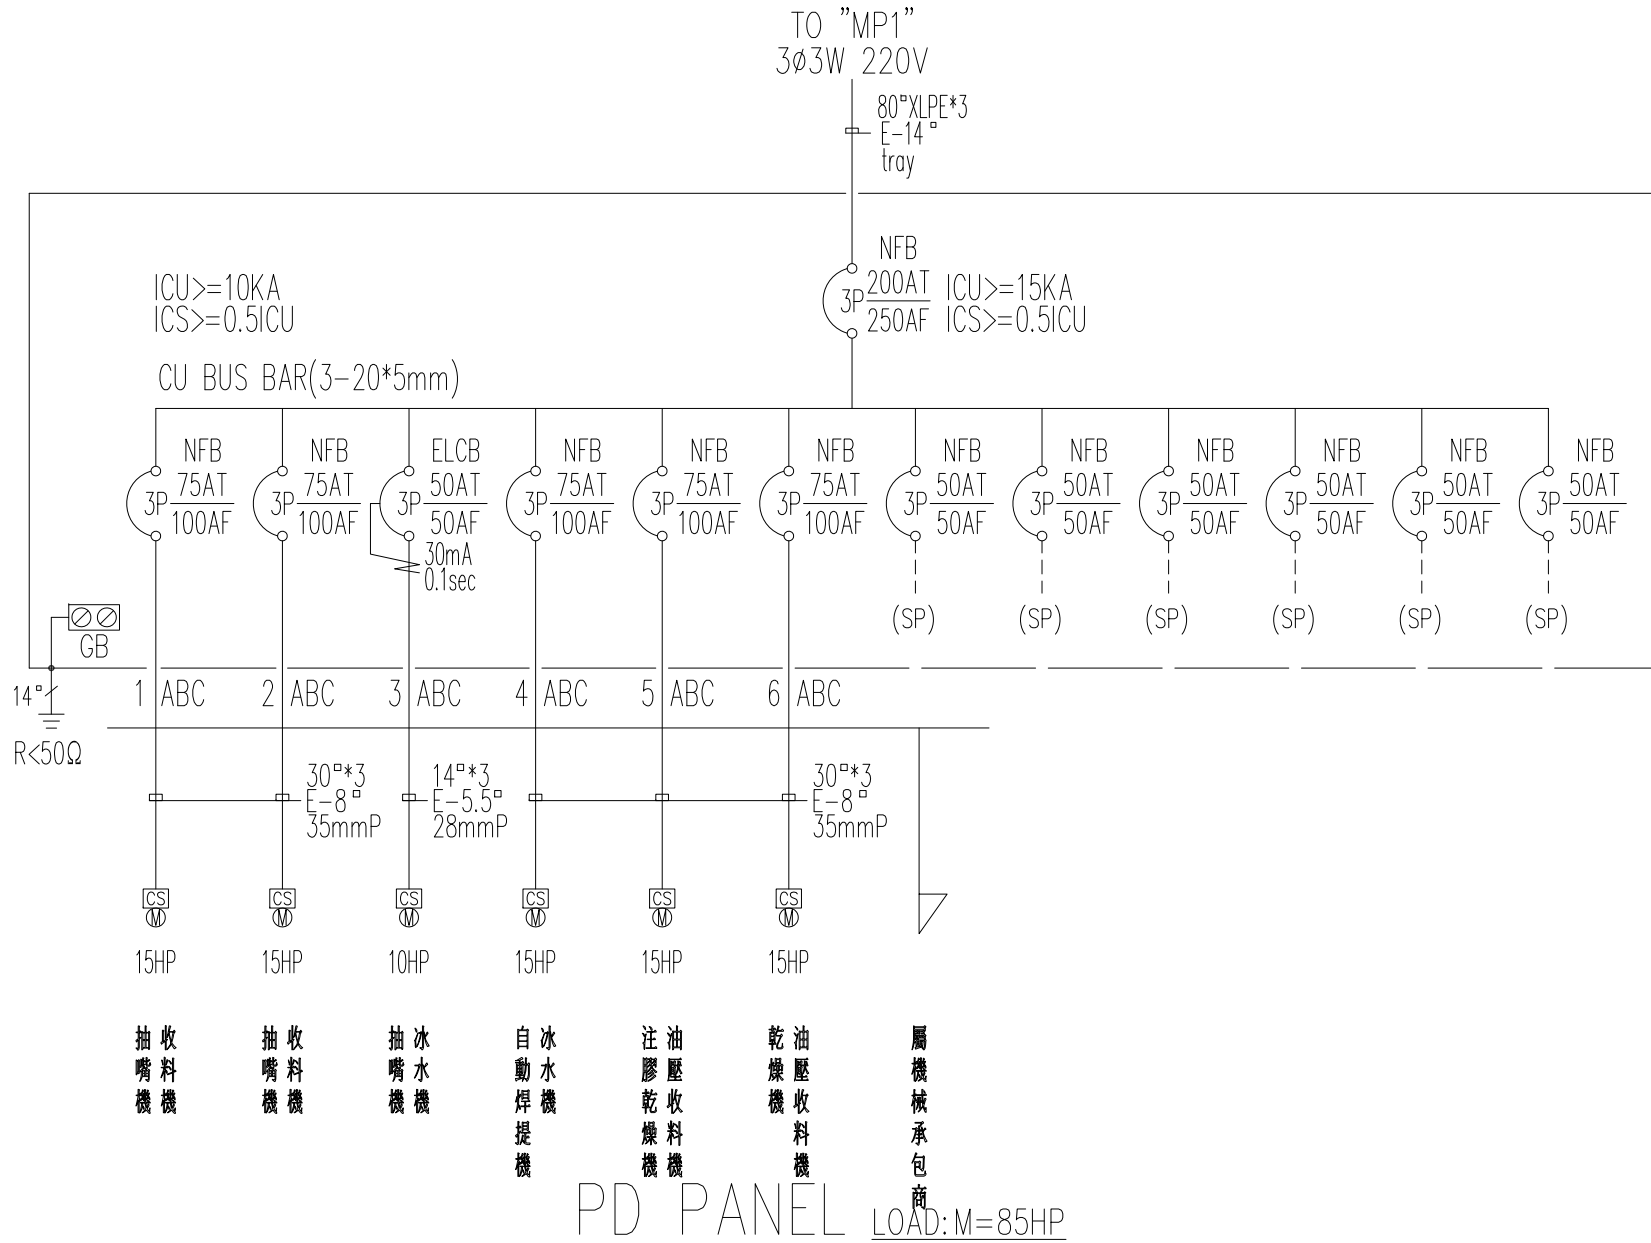 TO "MP1"
3ø3W 220V
80□XLPE*3
E-14□
tray
NFB
3P 200AT
250AF
ICU>=15KA
ICS>=0.5ICU
ICU>=10KA
ICS>=0.5ICU
CU BUS BAR(3-20*5mm)
NFB NFB ELCB NFB NFB NFB NFB NFB NFB NFB NFB NFB
75AT 75AT 50AT 75AT 75AT 75AT 50AT 50AT 50AT 50AT 50AT 50AT
3P 3P 3P 3P 3P 3P 3P 3P 3P 3P 3P 3P
100AF 100AF 50AF 100AF 100AF 100AF 50AF 50AF 50AF 50AF 50AF 50AF
30mA
0.1sec
(SP) (SP) (SP) (SP) (SP) (SP)
GB
14□
R<50Ω
1 ABC 2 ABC 3 ABC 4 ABC 5 ABC 6 ABC
30□*3
E-8□
35mmP
14□*3
E-5.5□
28mmP
30□*3
E-8□
35mmP
CS CS CS CS CS CS
M M M M M M
15HP 15HP 10HP 15HP 15HP 15HP
收料機
抽嘴機
收料機
抽嘴機
冰水機
抽嘴機
冰水機
自動焊提機
油壓收料機
注膠乾燥機
油壓收料機
乾燥機
屬機械承包商
PD PANEL
LOAD:M=85HP